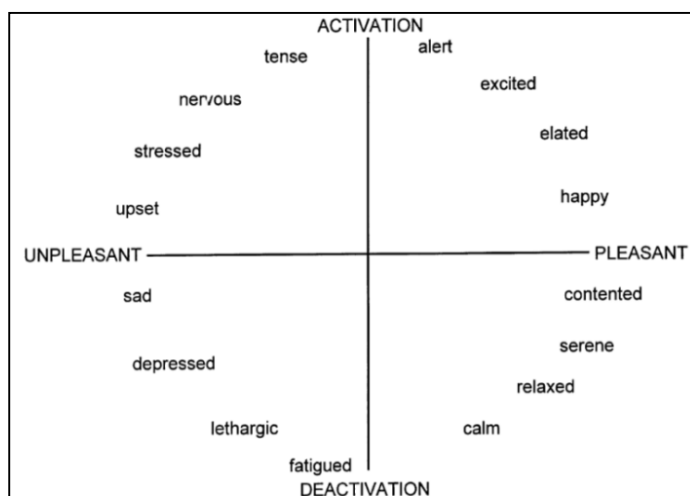 ACTIVATION
tense
alert
excited
nervous
elated
stressed
happy
upset
UNPLEASANT
PLEASANT
sad
contented
serene
depressed
relaxed
lethargic
calm
fatigued
DEACTIVATION